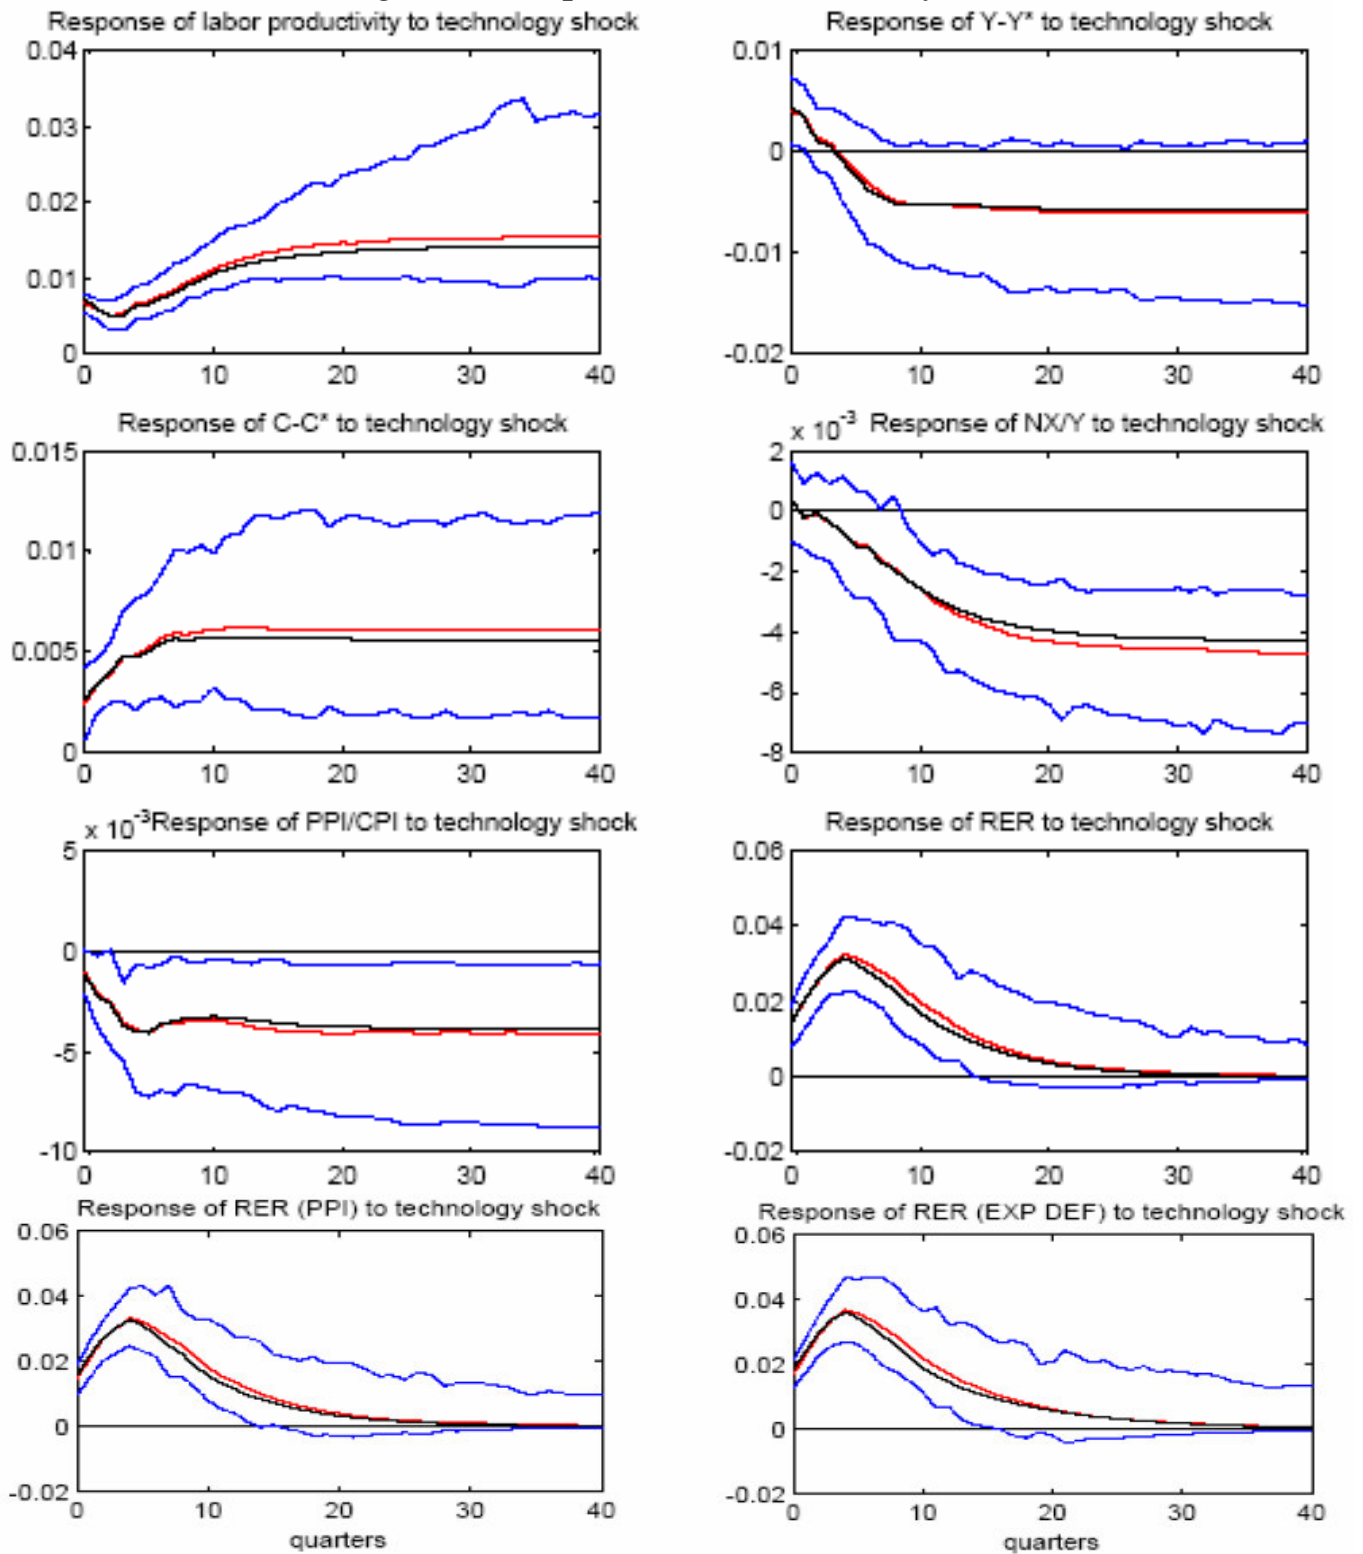 Response of labor productivity to technology shock
0.04
0.03
0.02
0.01
0
0 10 20 30 40
Response of Y-Y* to technology shock
0.01
0
-0.01
-0.02
0 10 20 30 40
Response of C-C* to technology shock
0.015
0.01
0.005
0
0 10 20 30 40
x 10-3 Response of NX/Y to technology shock
2
0
-2
-4
-6
-8
0 10 20 30 40
x 10-3 Response of PPI/CPI to technology shock
5
0
-5
-10
0 10 20 30 40
Response of RER to technology shock
0.06
0.04
0.02
0
-0.02
0 10 20 30 40
Response of RER (PPI) to technology shock
0.06
0.04
0.02
0
-0.02
0 10 20 30 40
quarters
Response of RER (EXP DEF) to technology shock
0.06
0.04
0.02
0
-0.02
0 10 20 30 40
quarters